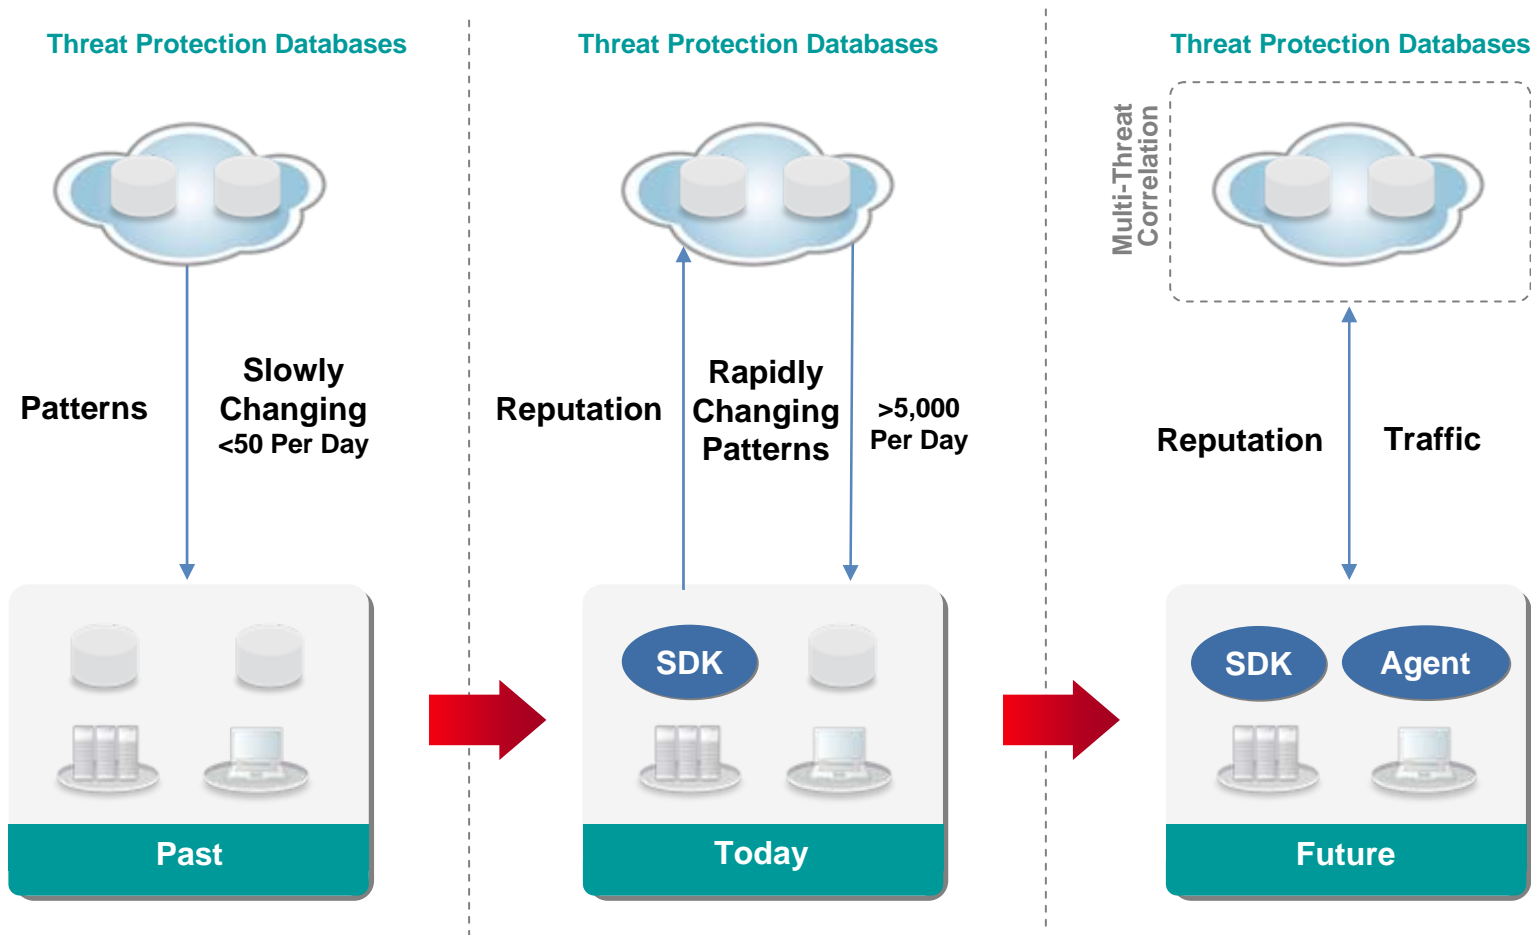 Threat Protection Databases
Patterns
Slowly
Changing
<50 Per Day
Past
Threat Protection Databases
Reputation
Rapidly
Changing
Patterns
>5,000
Per Day
SDK
Today
Threat Protection Databases
Multi-Threat
Correlation
Reputation
Traffic
SDK
Agent
Future